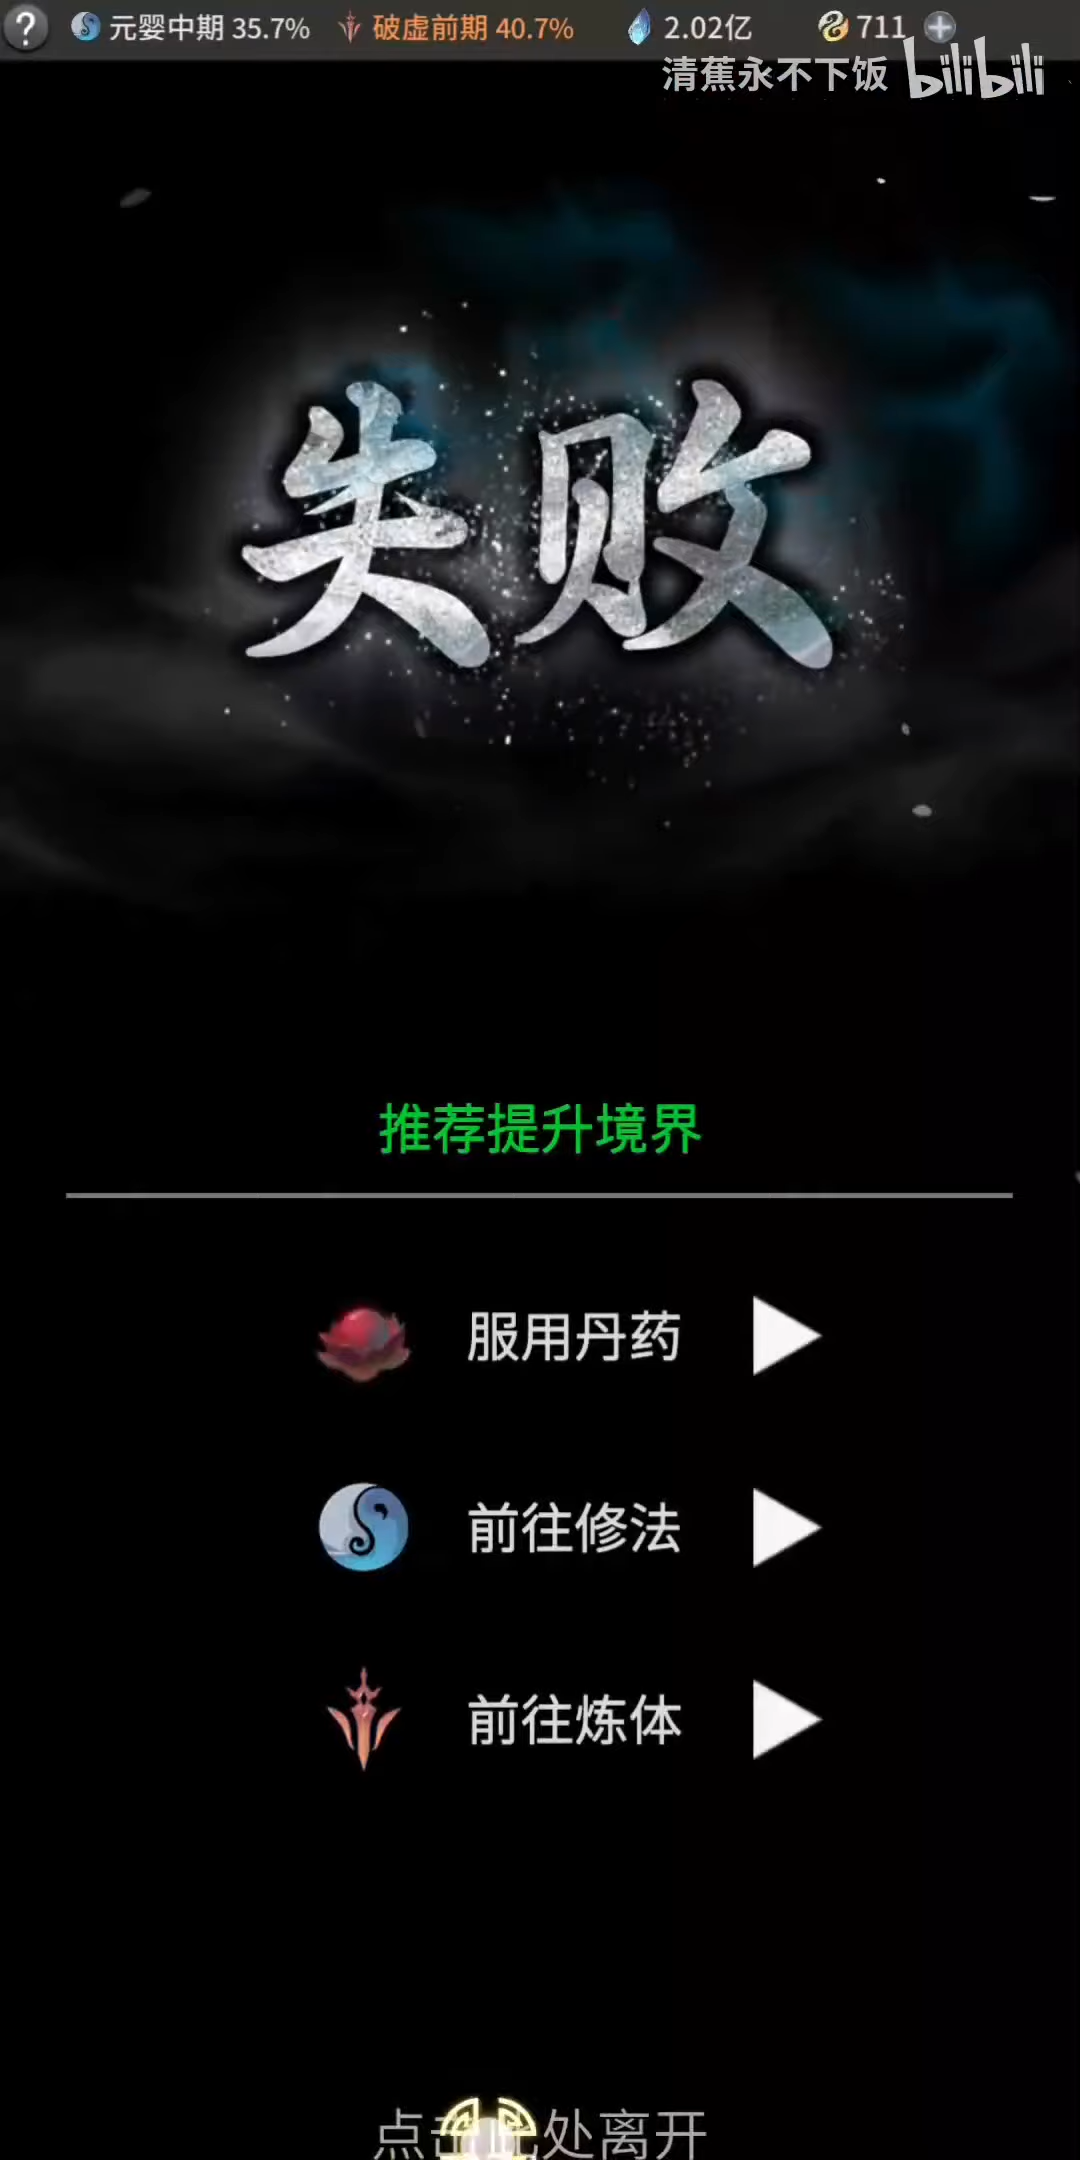 ? 元婴中期 35.7% 破虚前期 40.7% 2.02亿 711 +
清蕉永不下饭 bilibili
失败
推荐提升境界
服用丹药
前往修法
前往炼体
点击此处离开